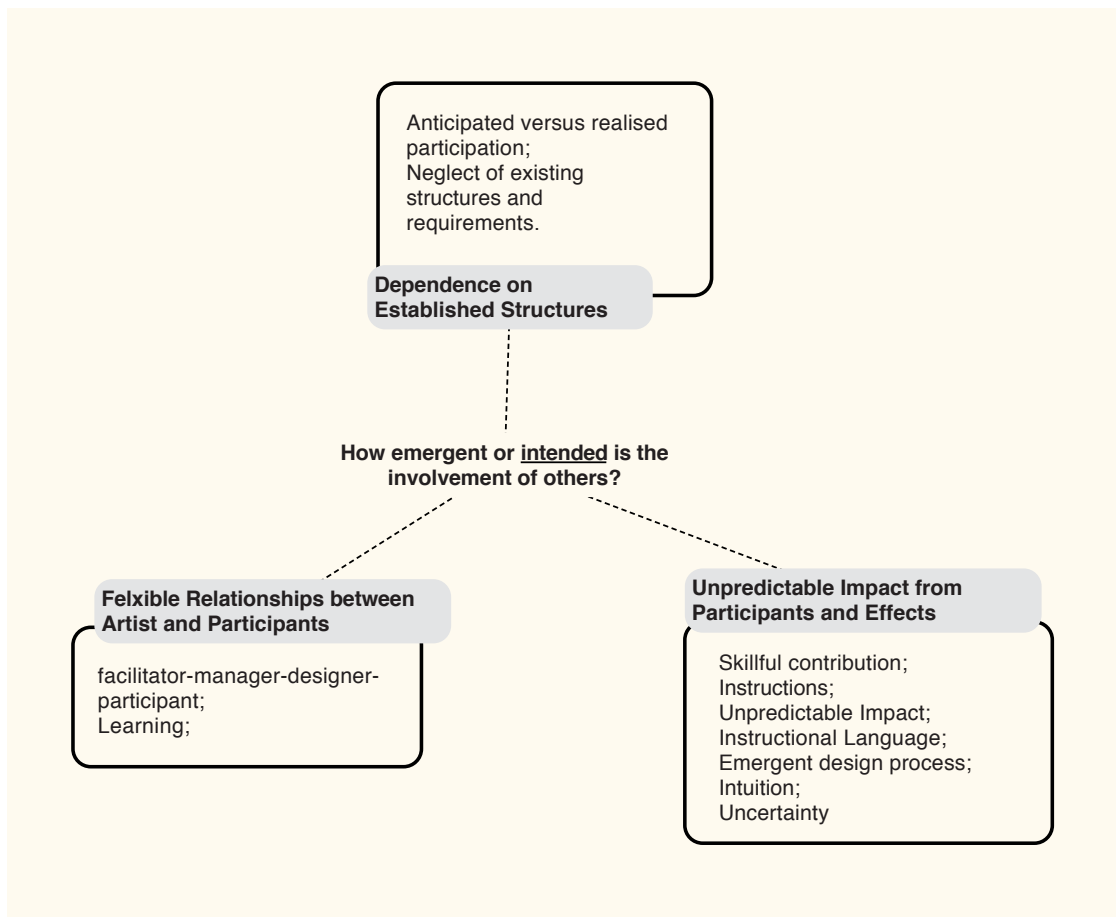 Anticipated versus realised
participation;
Neglect of existing
structures and
requirements.
Dependence on
Established Structures
How emergent or intended is the
involvement of others?
Felxible Relationships between
Artist and Participants
facilitator-manager-designer-
participant;
Learning;
Unpredictable Impact from
Participants and Effects
Skillful contribution;
Instructions;
Unpredictable Impact;
Instructional Language;
Emergent design process;
Intuition;
Uncertainty